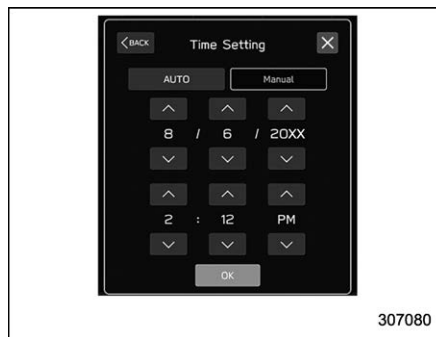 BACK
Time Setting
AUTO
Manual
8 / 6 / 20XX
2 : 12 PM
OK
307080